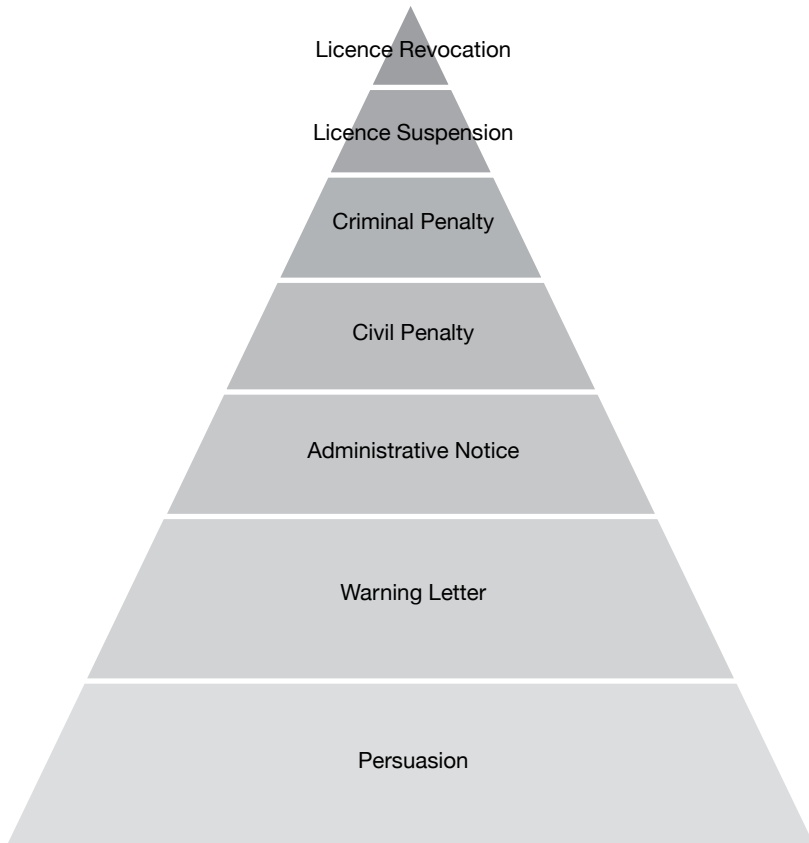 Licence Revocation
Licence Suspension
Criminal Penalty
Civil Penalty
Administrative Notice
Warning Letter
Persuasion